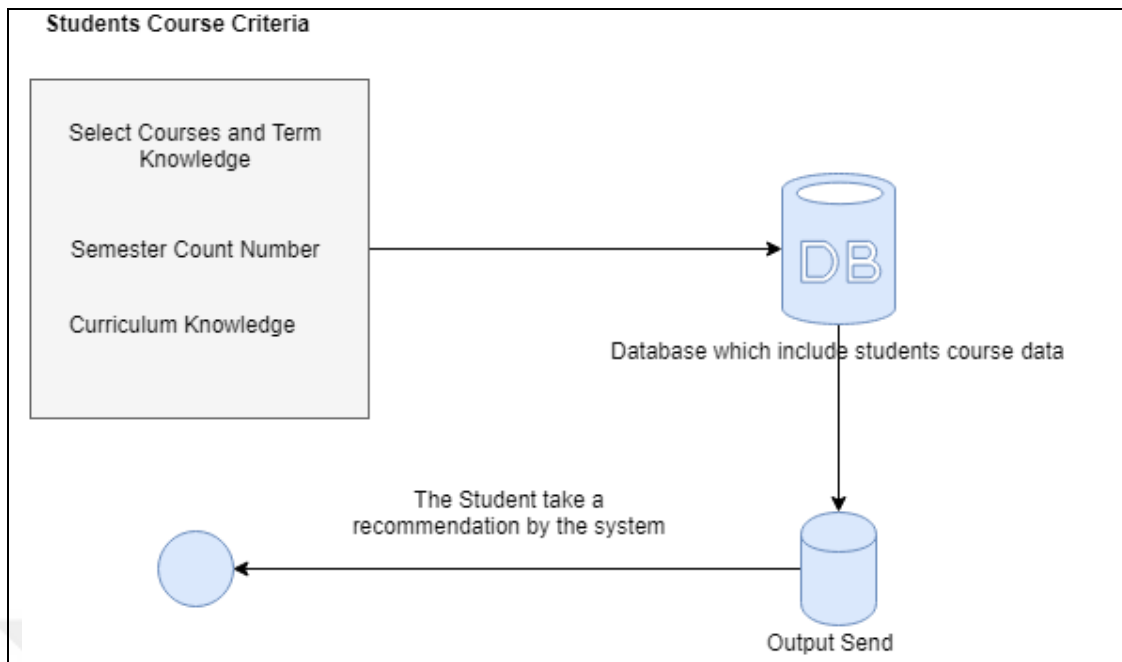 Students Course Criteria
Select Courses and Term
Knowledge
Semester Count Number
Curriculum Knowledge
DB
Database which include students course data
The Student take a
recommendation by the system
Output Send